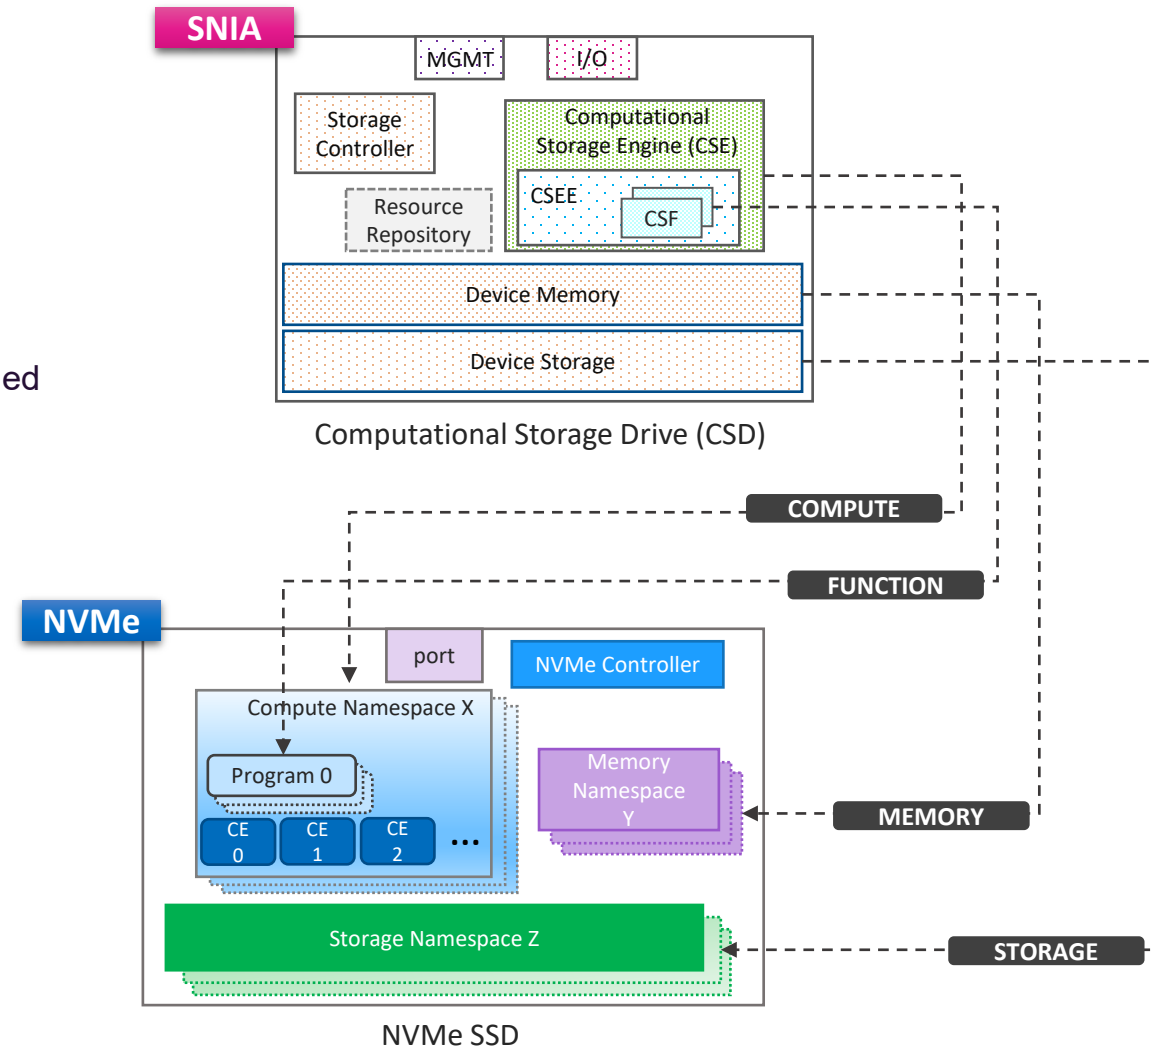 SNIA
MGMT
I/O
Storage
Controller
Computational
Storage Engine (CSE)
CSEE
CSF
Resource
Repository
Device Memory
Device Storage
ed
Computational Storage Drive (CSD)
COMPUTE
FUNCTION
NVMe
port
NVMe Controller
Compute Namespace X
Program 0
Memory
Namespace
Y
MEMORY
CE
0
CE
1
CE
2
...
Storage Namespace Z
STORAGE
NVMe SSD